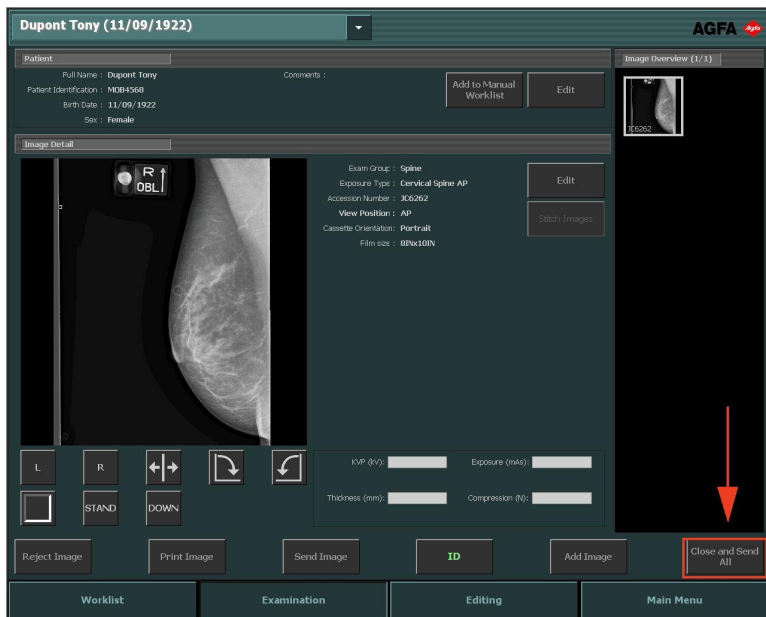 Dupont Tony (11/09/1922)
AGFA
Agfa
Patient
Full Name : Dupont Tony
Patient Identification : MOB4568
Birth Date : 11/09/1922
Sex : Female
Comments :
Add to Manual
Worklist
Edit
Image Overview (1/1)
JC6262
Image Detail
R
OBL
Exam Group : Spine
Exposure Type : Cervical Spine AP
Accession Number : JC6262
View Position : AP
Cassette Orientation: Portrait
Film size : 8INx10IN
Edit
Stitch Images
L
R
STAND
DOWN
KVP (kV):
Exposure (mAs):
Thickness (mm):
Compression (N):
Reject Image
Print Image
Send Image
ID
Add Image
Close and Send
All
Worklist
Examination
Editing
Main Menu